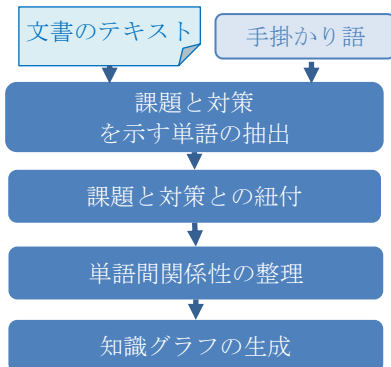 文書のテキスト
手掛かり語
課題と対策
を示す単語の抽出
課題と対策との紐付
単語間関係性の整理
知識グラフの生成